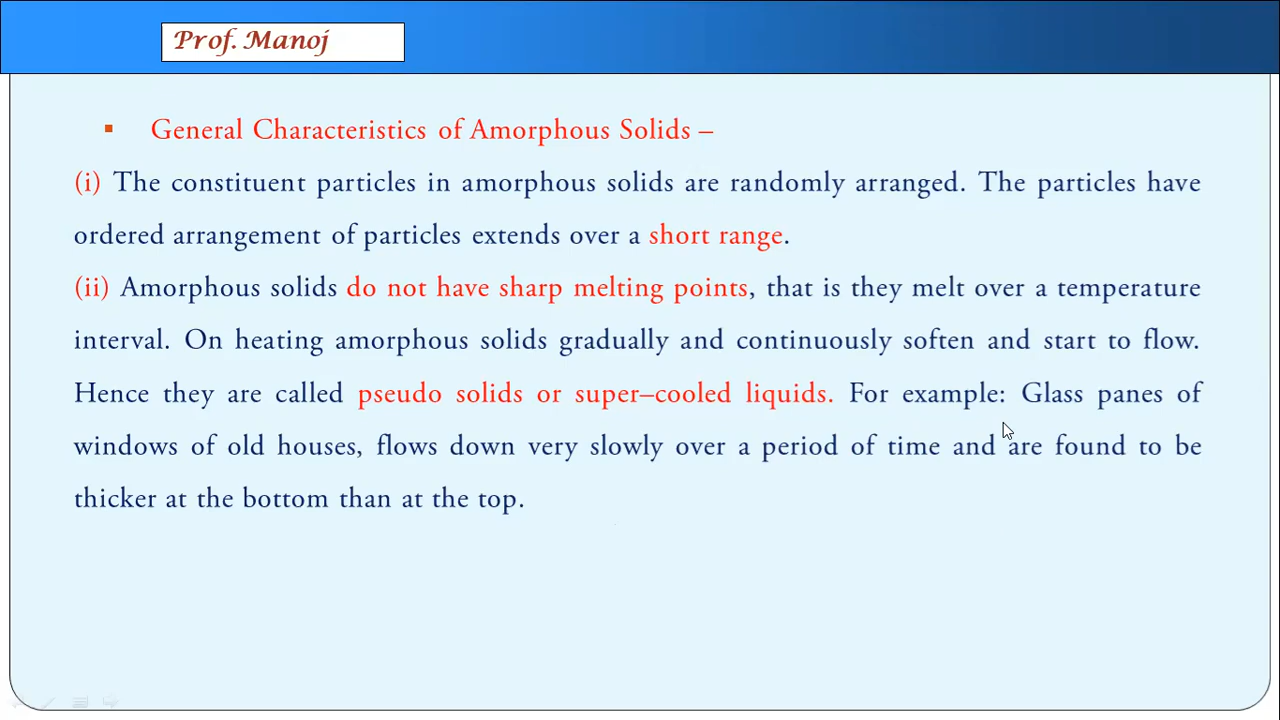 Prof. Manoj
▪ General Characteristics of Amorphous Solids –
(i) The constituent particles in amorphous solids are randomly arranged. The particles have
ordered arrangement of particles extends over a short range.
(ii) Amorphous solids do not have sharp melting points, that is they melt over a temperature
interval. On heating amorphous solids gradually and continuously soften and start to flow.
Hence they are called pseudo solids or super–cooled liquids. For example: Glass panes of
windows of old houses, flows down very slowly over a period of time and are found to be
thicker at the bottom than at the top.